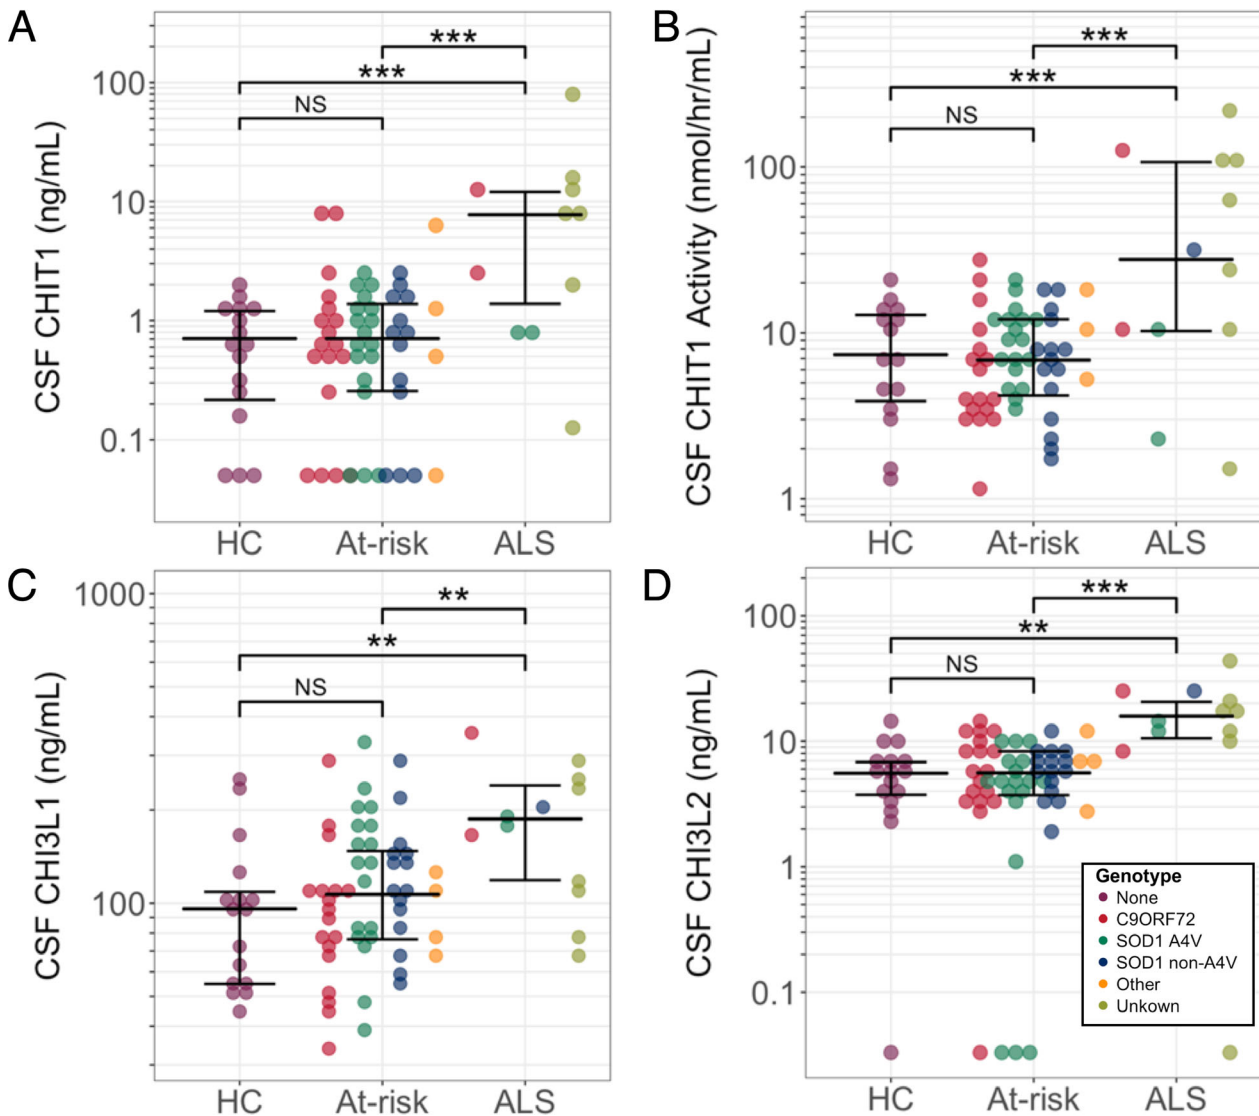 A
CSF CHIT1 (ng/mL)
100
10
1
0.1
***
***
NS
HC
At-risk
ALS
B
CSF CHIT1 Activity (nmol/hr/mL)
100
10
1
***
***
NS
HC
At-risk
ALS
C
CSF CHI3L1 (ng/mL)
1000
100
**
**
NS
HC
At-risk
ALS
D
CSF CHI3L2 (ng/mL)
100
10
1
0.1
***
**
NS
HC
At-risk
ALS
Genotype
None
C9ORF72
SOD1 A4V
SOD1 non-A4V
Other
Unkown